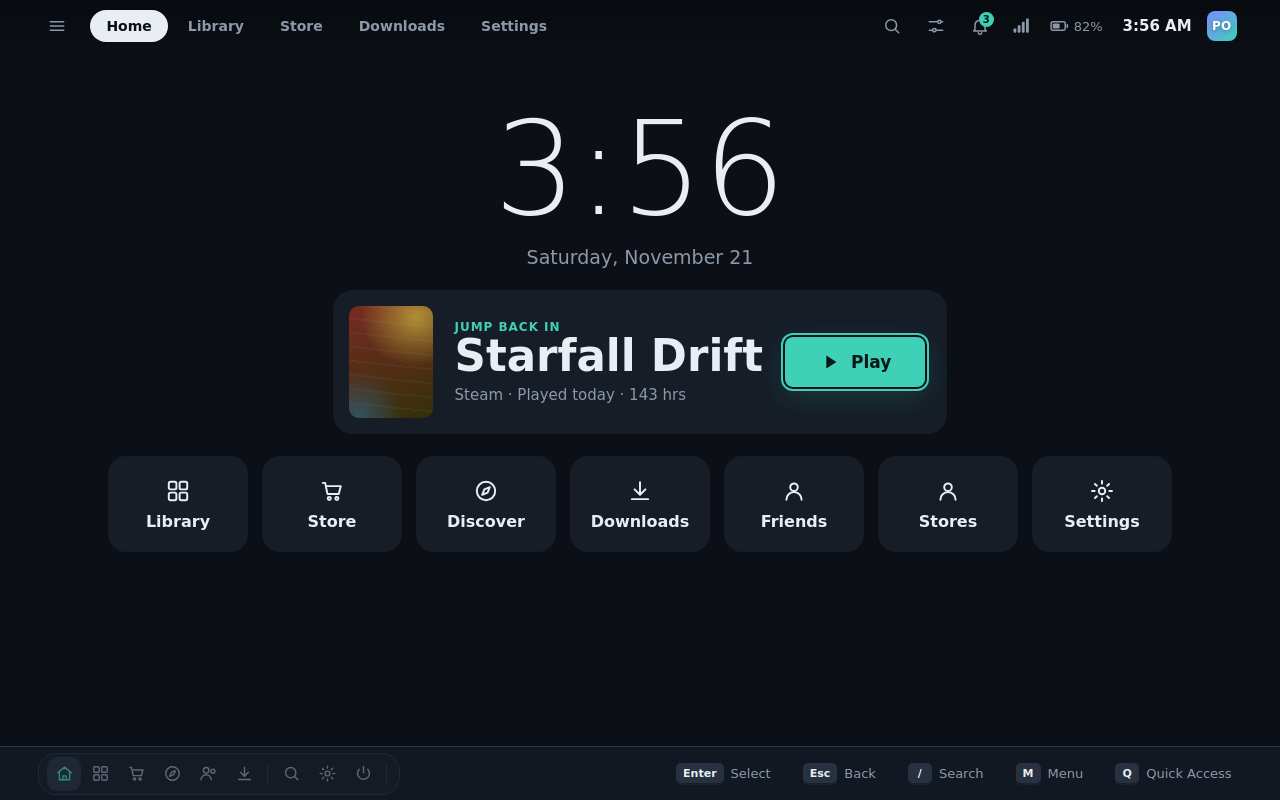 Home Library Store Downloads Settings 3 82% 3:56 AM PO
3:56
Saturday, November 21
JUMP BACK IN
Starfall Drift
Steam · Played today · 143 hrs
Play
Library Store Discover Downloads Friends Stores Settings
Enter Select Esc Back / Search M Menu Q Quick Access